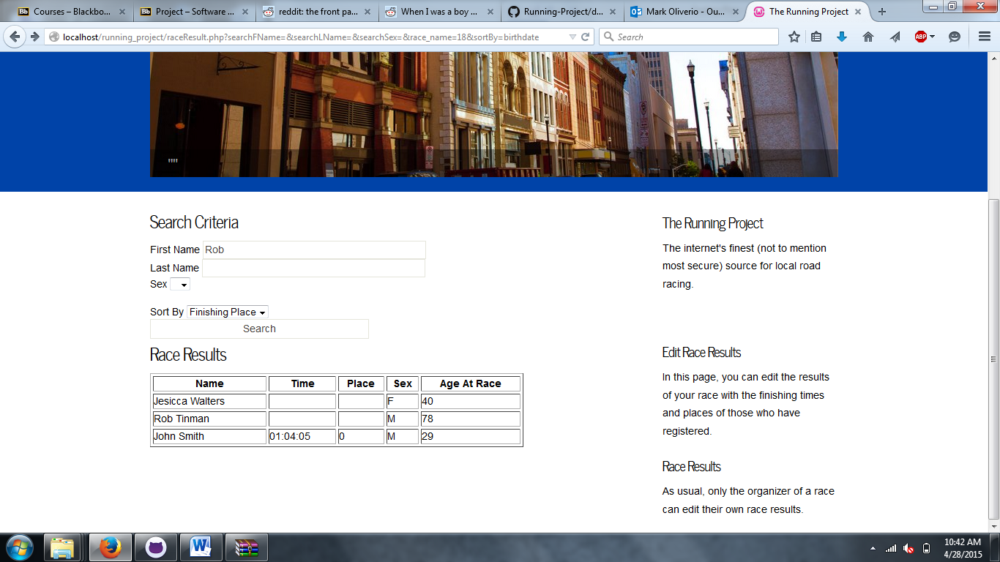 Courses – Blackbo...
Project – Software ...
reddit: the front pa...
When I was a boy ...
Running-Project/d...
Mark Oliverio - Ou...
The Running Project
localhost/running_project/raceResult.php?searchFName=&searchLName=&searchSex=&race_name=18&sortBy=birthdate
Search
ABP
""
Search Criteria
First Name Rob
Last Name
Sex
Sort By Finishing Place
Search
Race Results
Name Time Place Sex Age At Race
Jesicca Walters F 40
Rob Tinman M 78
John Smith 01:04:05 0 M 29
The Running Project
The internet's finest (not to mention
most secure) source for local road
racing.
Edit Race Results
In this page, you can edit the results
of your race with the finishing times
and places of those who have
registered.
Race Results
As usual, only the organizer of a race
can edit their own race results.
10:42 AM
4/28/2015